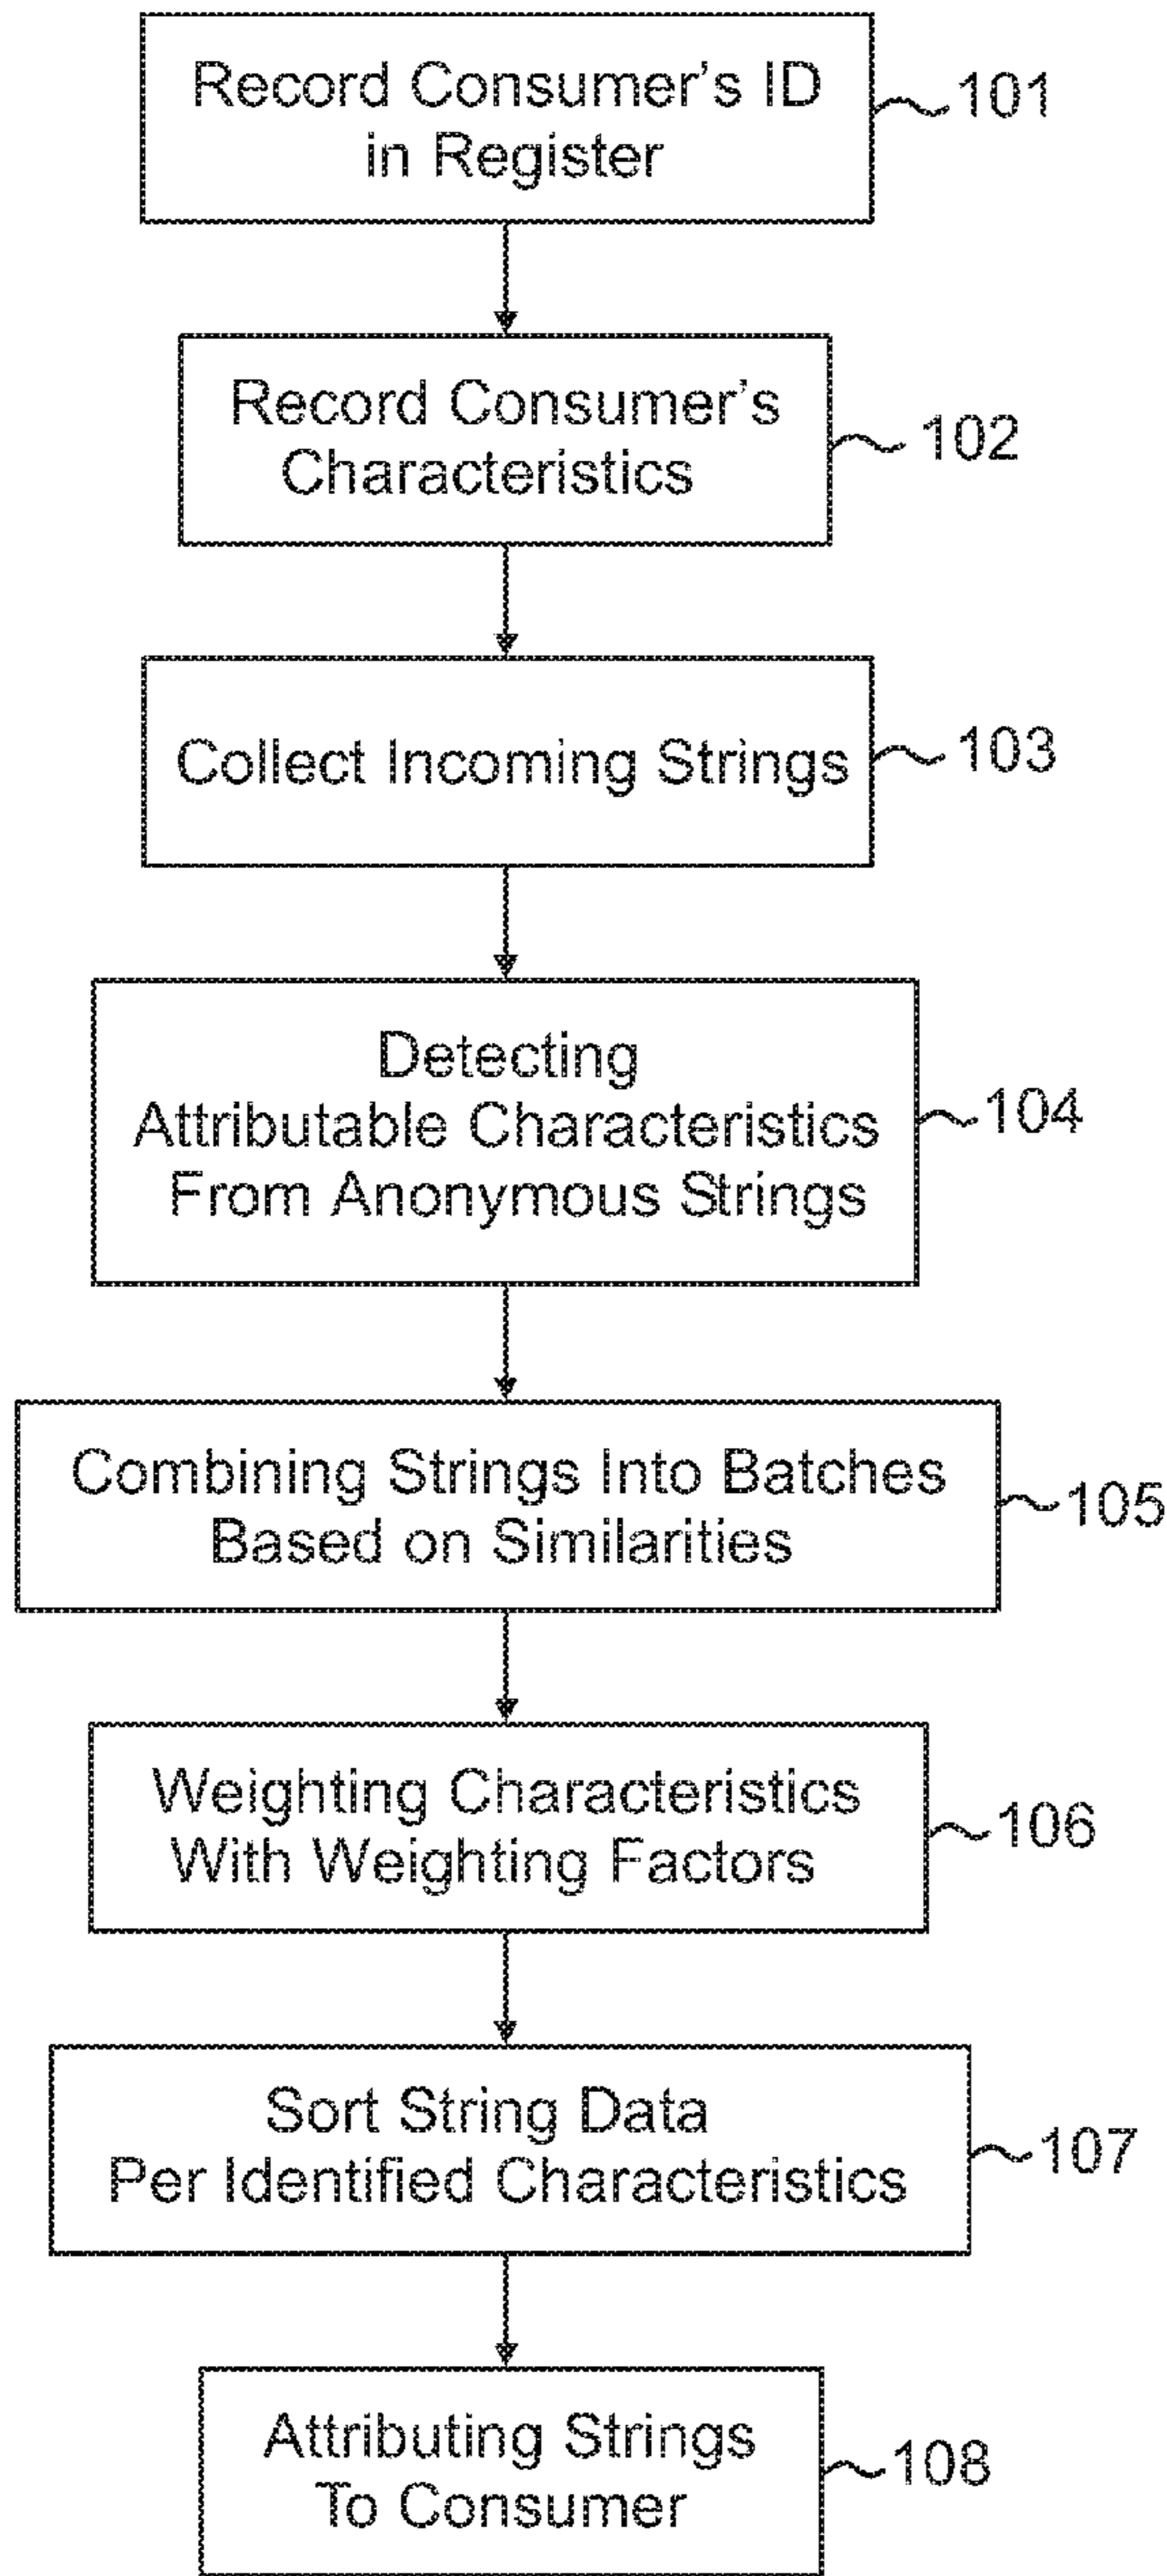 Record Consumer's ID
in Register
101
Record Consumer's
Characteristics
102
Collect Incoming Strings
103
Detecting
Attributable Characteristics
From Anonymous Strings
104
Combining Strings Into Batches
Based on Similarities
105
Weighting Characteristics
With Weighting Factors
106
Sort String Data
Per Identified Characteristics
107
Attributing Strings
To Consumer
108